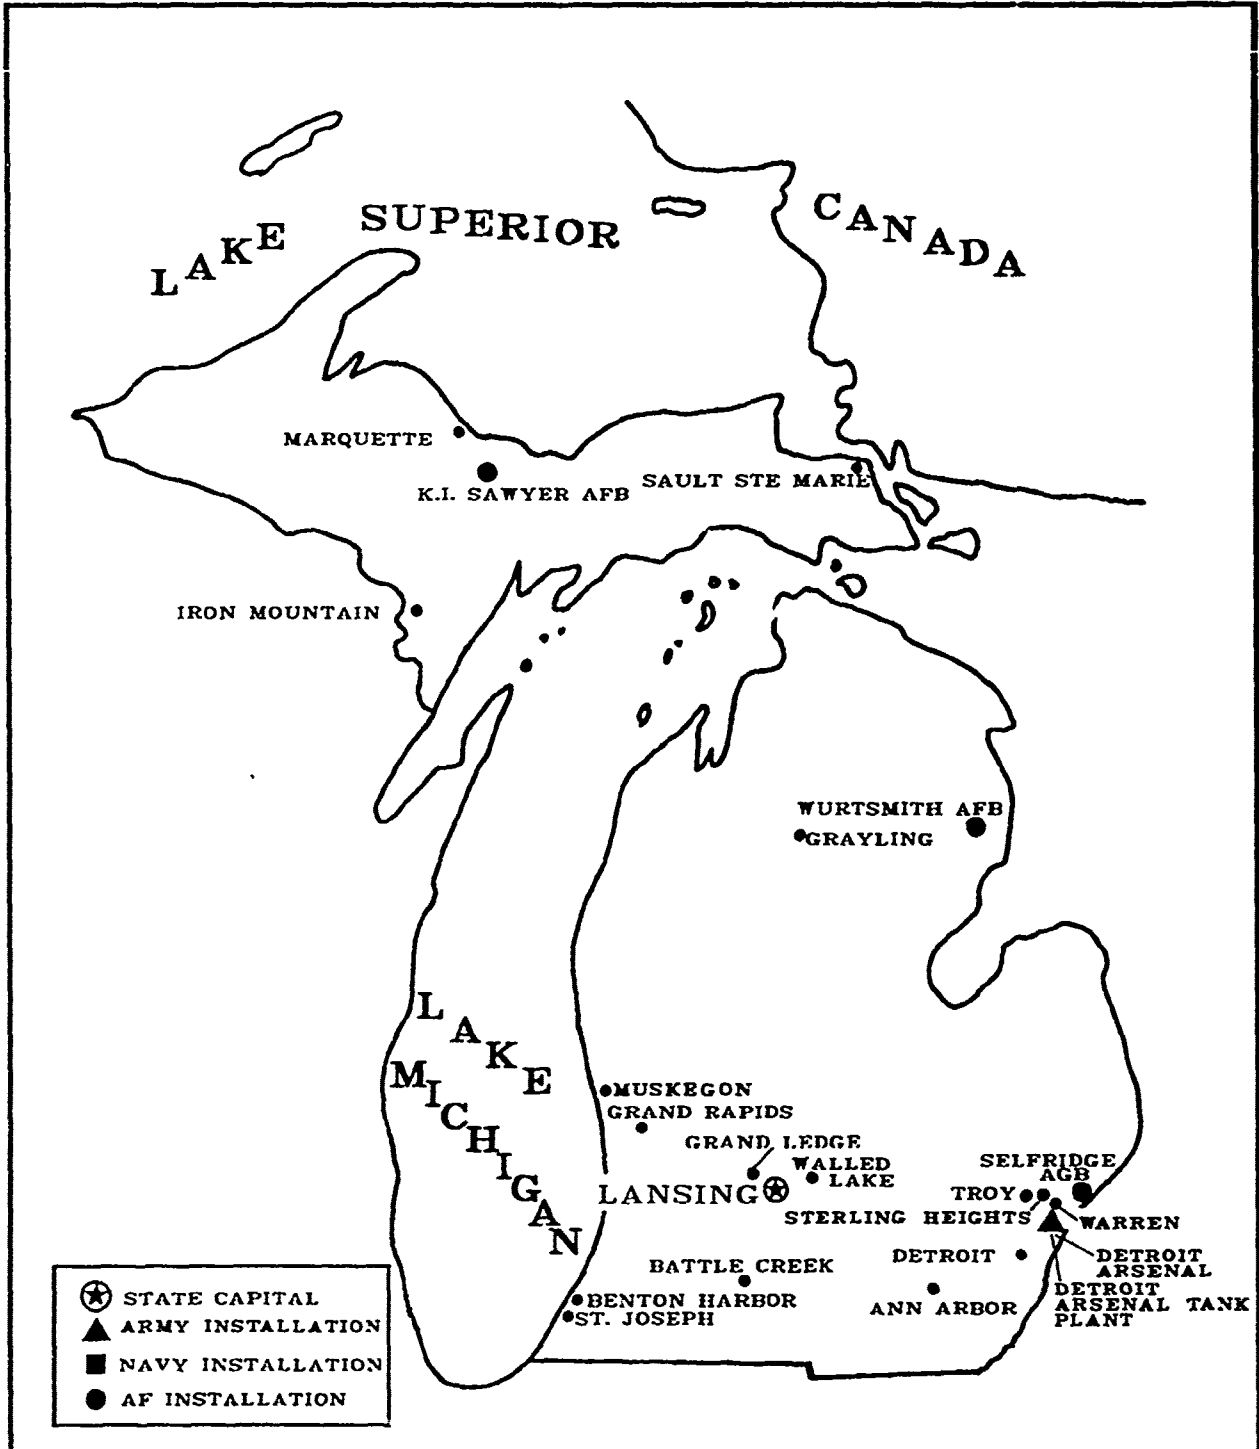 LAKE SUPERIOR
CANADA
MARQUETTE
K.I. SAWYER AFB
SAULT STE MARIE
IRON MOUNTAIN
WURTSMITH AFB
GRAYLING
LAKE
MICHIGAN
MUSKEGON
GRAND RAPIDS
GRAND LEDGE
WALLED
LAKE
LANSING
SELFRIDGE
AGB
TROY
STERLING HEIGHTS
WARREN
DETROIT
DETROIT
ARSENAL
BATTLE CREEK
ANN ARBOR
DETROIT
ARSENAL TANK
PLANT
BENTON HARBOR
ST. JOSEPH
STATE CAPITAL
ARMY INSTALLATION
NAVY INSTALLATION
AF INSTALLATION